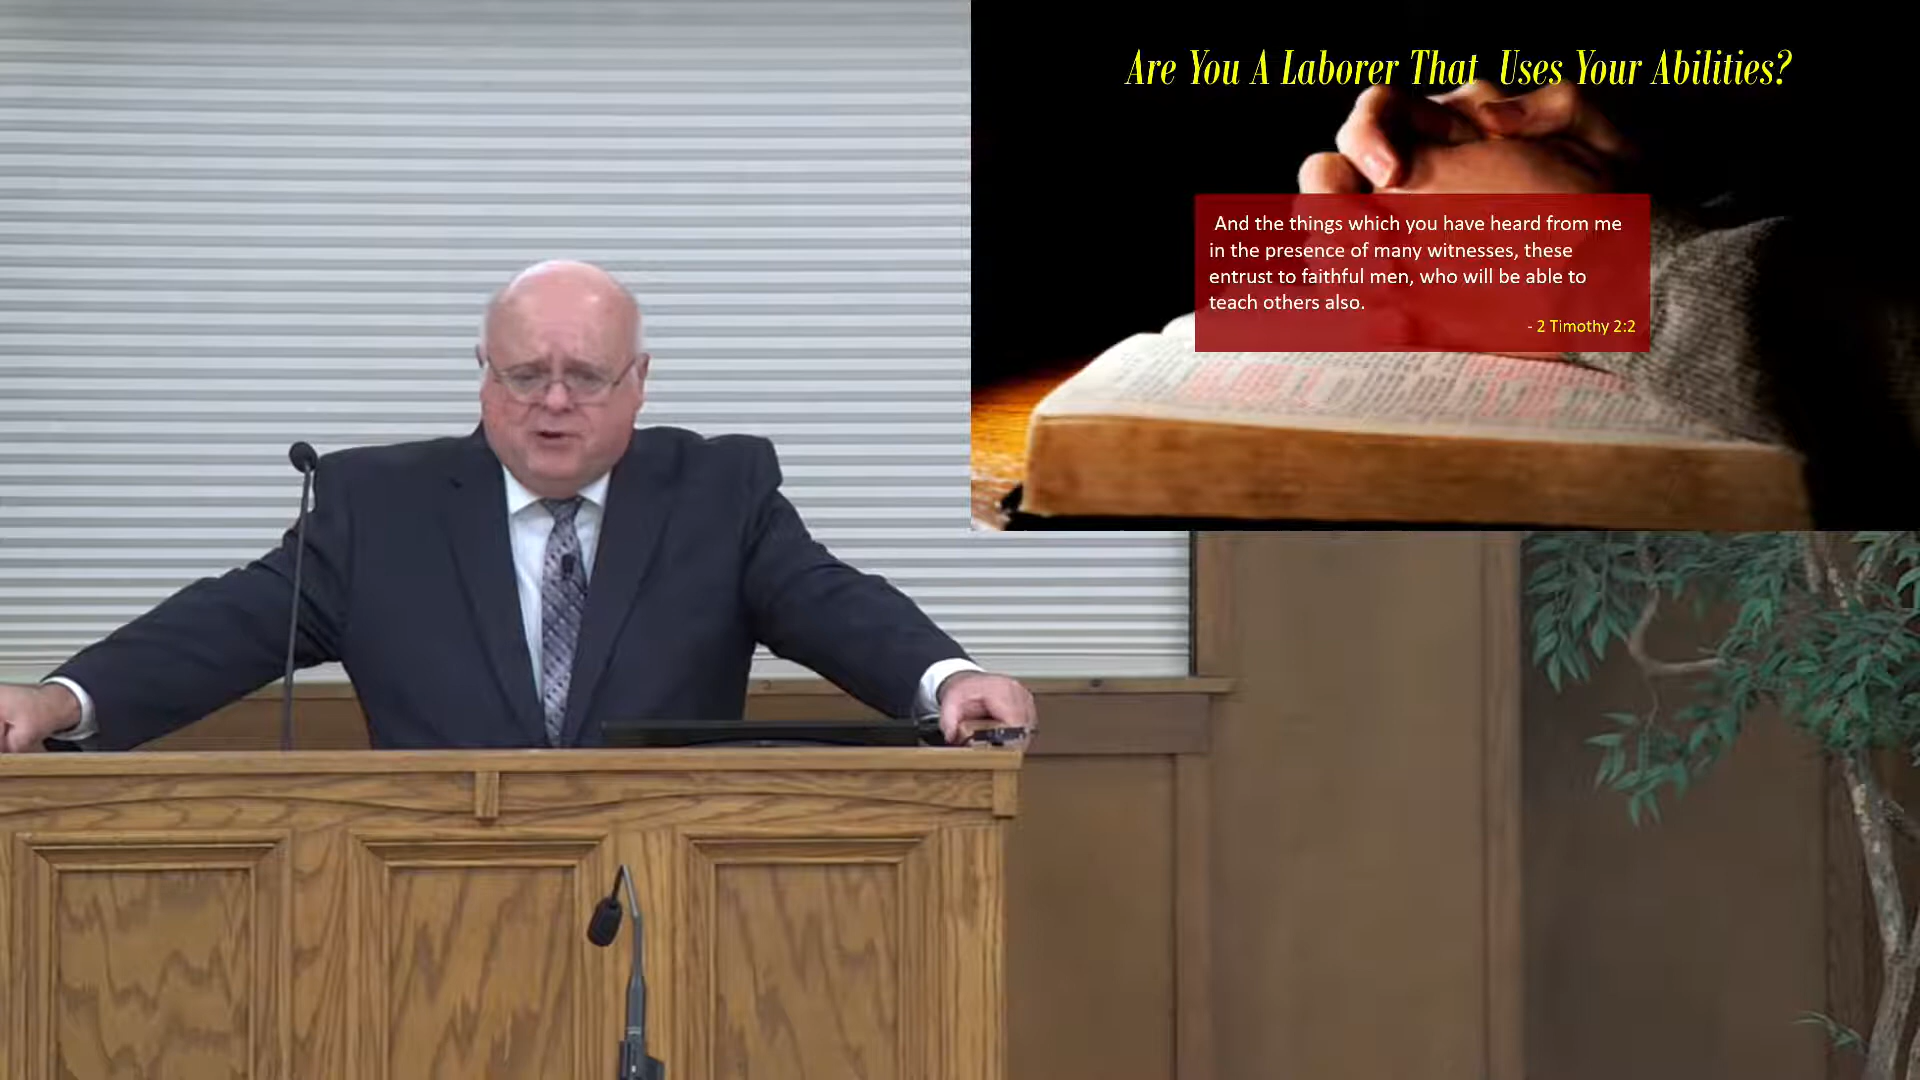 Are You A Laborer That Uses Your Abilities?
And the things which you have heard from me
in the presence of many witnesses, these
entrust to faithful men, who will be able to
teach others also.
- 2 Timothy 2:2